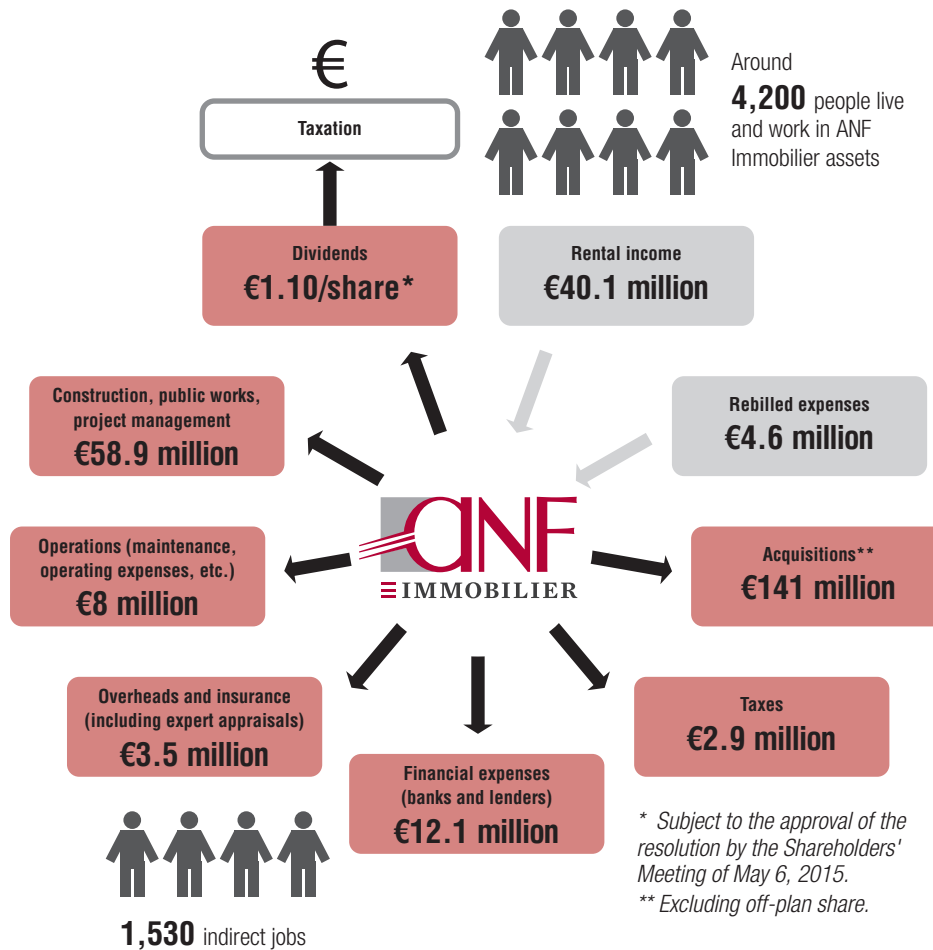 €
Taxation
Around
4,200 people live
and work in ANF
Immobilier assets
Dividends
€1.10/share*
Rental income
€40.1 million
Construction, public works,
project management
€58.9 million
Rebilled expenses
€4.6 million
ANF
IMMOBILIER
Operations (maintenance,
operating expenses, etc.)
€8 million
Acquisitions**
€141 million
Overheads and insurance
(including expert appraisals)
€3.5 million
Taxes
€2.9 million
Financial expenses
(banks and lenders)
€12.1 million
* Subject to the approval of the
resolution by the Shareholders'
Meeting of May 6, 2015.
** Excluding off-plan share.
1,530 indirect jobs